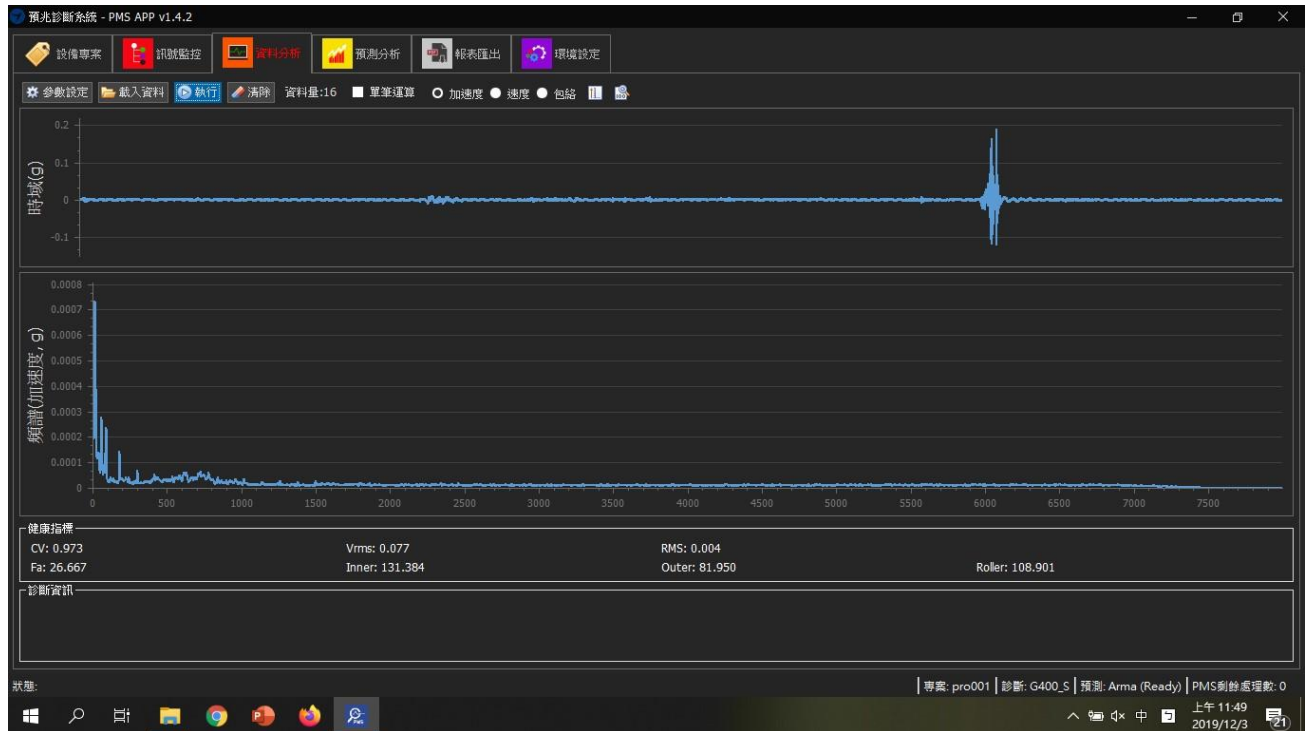 預兆診斷系統 - PMS APP v1.4.2
設備專案 訊號監控 資料分析 預測分析 報表匯出 環境設定
參數設定 載入資料 執行 清除 資料量:16 單筆運算 加速度 速度 包絡
時域(g)
0.2
0.1
0
-0.1
頻譜(加速度, g)
0.0008
0.0007
0.0006
0.0005
0.0004
0.0003
0.0002
0.0001
0
0 500 1000 1500 2000 2500 3000 3500 4000 4500 5000 5500 6000 6500 7000 7500
健康指標
CV: 0.973 Vrms: 0.077 RMS: 0.004
Fa: 26.667 Inner: 131.384 Outer: 81.950 Roller: 108.901
診斷資訊
狀態: 專案: pro001 診斷: G400_S 預測: Arma (Ready) PMS剩餘處理數: 0
中 上午 11:49
2019/12/3 21